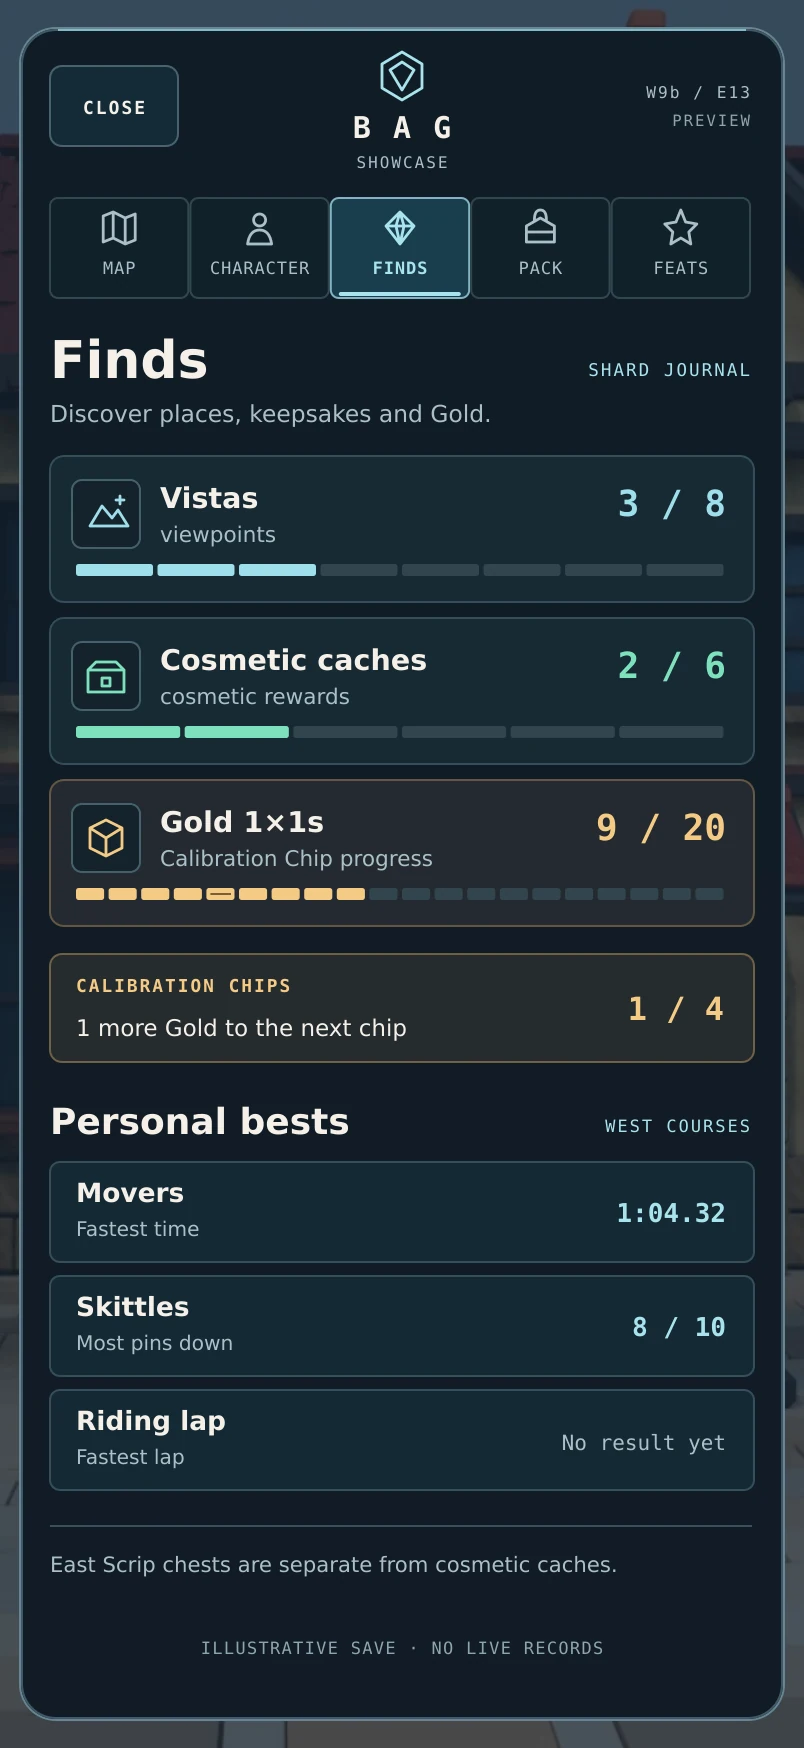 CLOSE
BAG
SHOWCASE
W9b / E13
PREVIEW
MAP
CHARACTER
FINDS
PACK
FEATS
Finds
SHARD JOURNAL
Discover places, keepsakes and Gold.
Vistas
viewpoints
3 / 8
Cosmetic caches
cosmetic rewards
2 / 6
Gold 1×1s
Calibration Chip progress
9 / 20
CALIBRATION CHIPS
1 more Gold to the next chip
1 / 4
Personal bests
WEST COURSES
Movers
Fastest time
1:04.32
Skittles
Most pins down
8 / 10
Riding lap
Fastest lap
No result yet
East Scrip chests are separate from cosmetic caches.
ILLUSTRATIVE SAVE · NO LIVE RECORDS